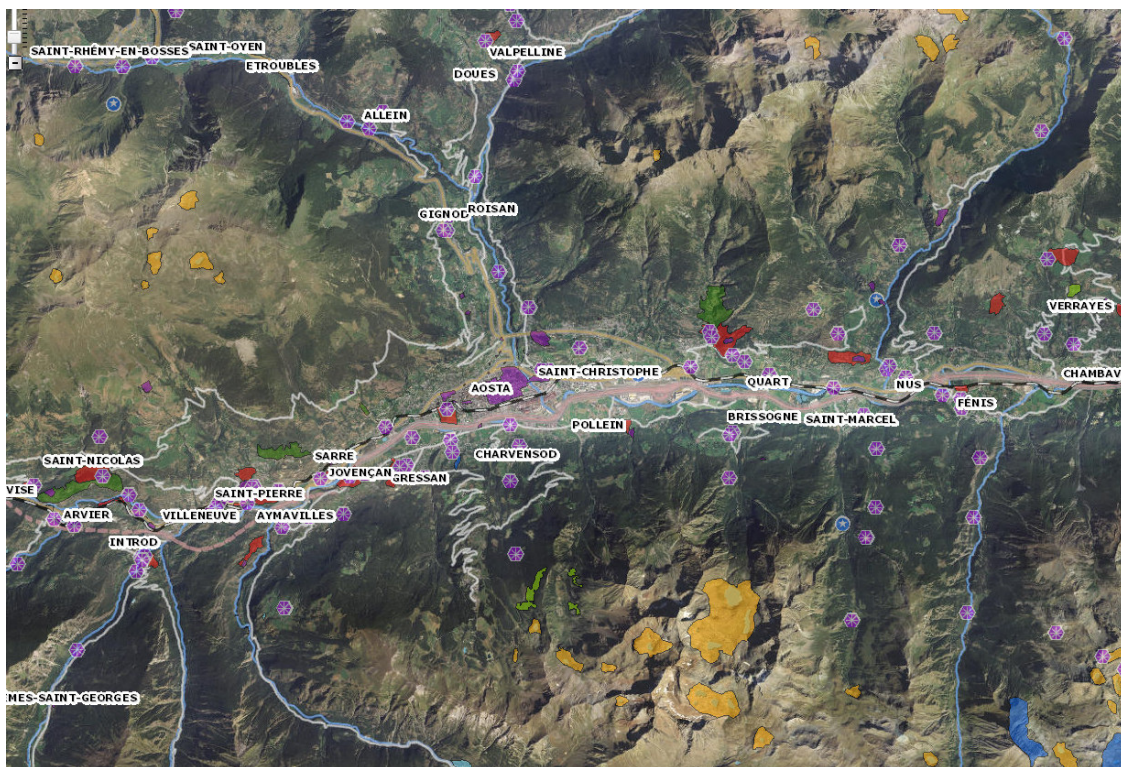 SAINT-RHÉMY-EN-BOSSES
SAINT-OYEN
VALPELLINE
ETROUBLES
DOUES
ALLEIN
GIGNOD
ROISAN
VERRAYES
SAINT-CHRISTOPHE
CHAMBAV
AOSTA
QUART
NUS
FÉNIS
BRISSOGNE
SAINT-MARCEL
POLLEIN
CHARVENSOD
SARRE
SAINT-NICOLAS
JOVENÇAN
GRESSAN
VISE
SAINT-PIERRE
ARVIER
VILLENEUVE
AYMAVILLES
INTROD
EMES-SAINT-GEORGES